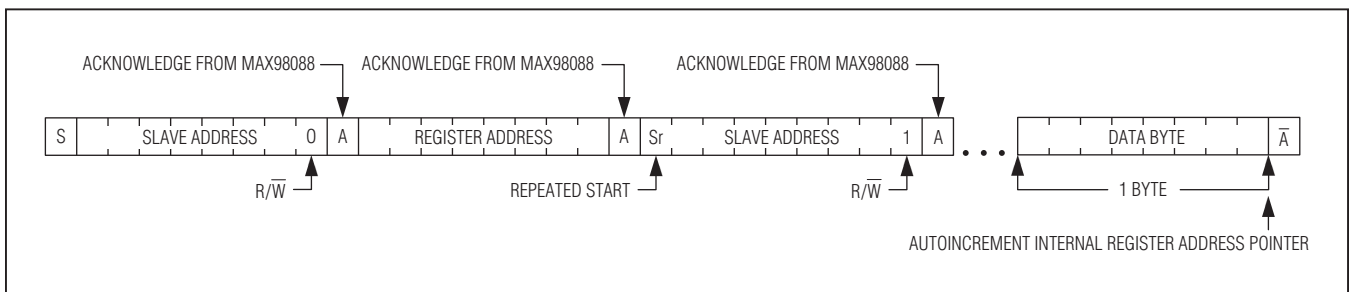 ACKNOWLEDGE FROM MAX98088 ACKNOWLEDGE FROM MAX98088 ACKNOWLEDGE FROM MAX98088
S SLAVE ADDRESS 0 A REGISTER ADDRESS A Sr SLAVE ADDRESS 1 A • • • DATA BYTE A̅
R/W̅ REPEATED START R/W̅ 1 BYTE
AUTOINCREMENT INTERNAL REGISTER ADDRESS POINTER